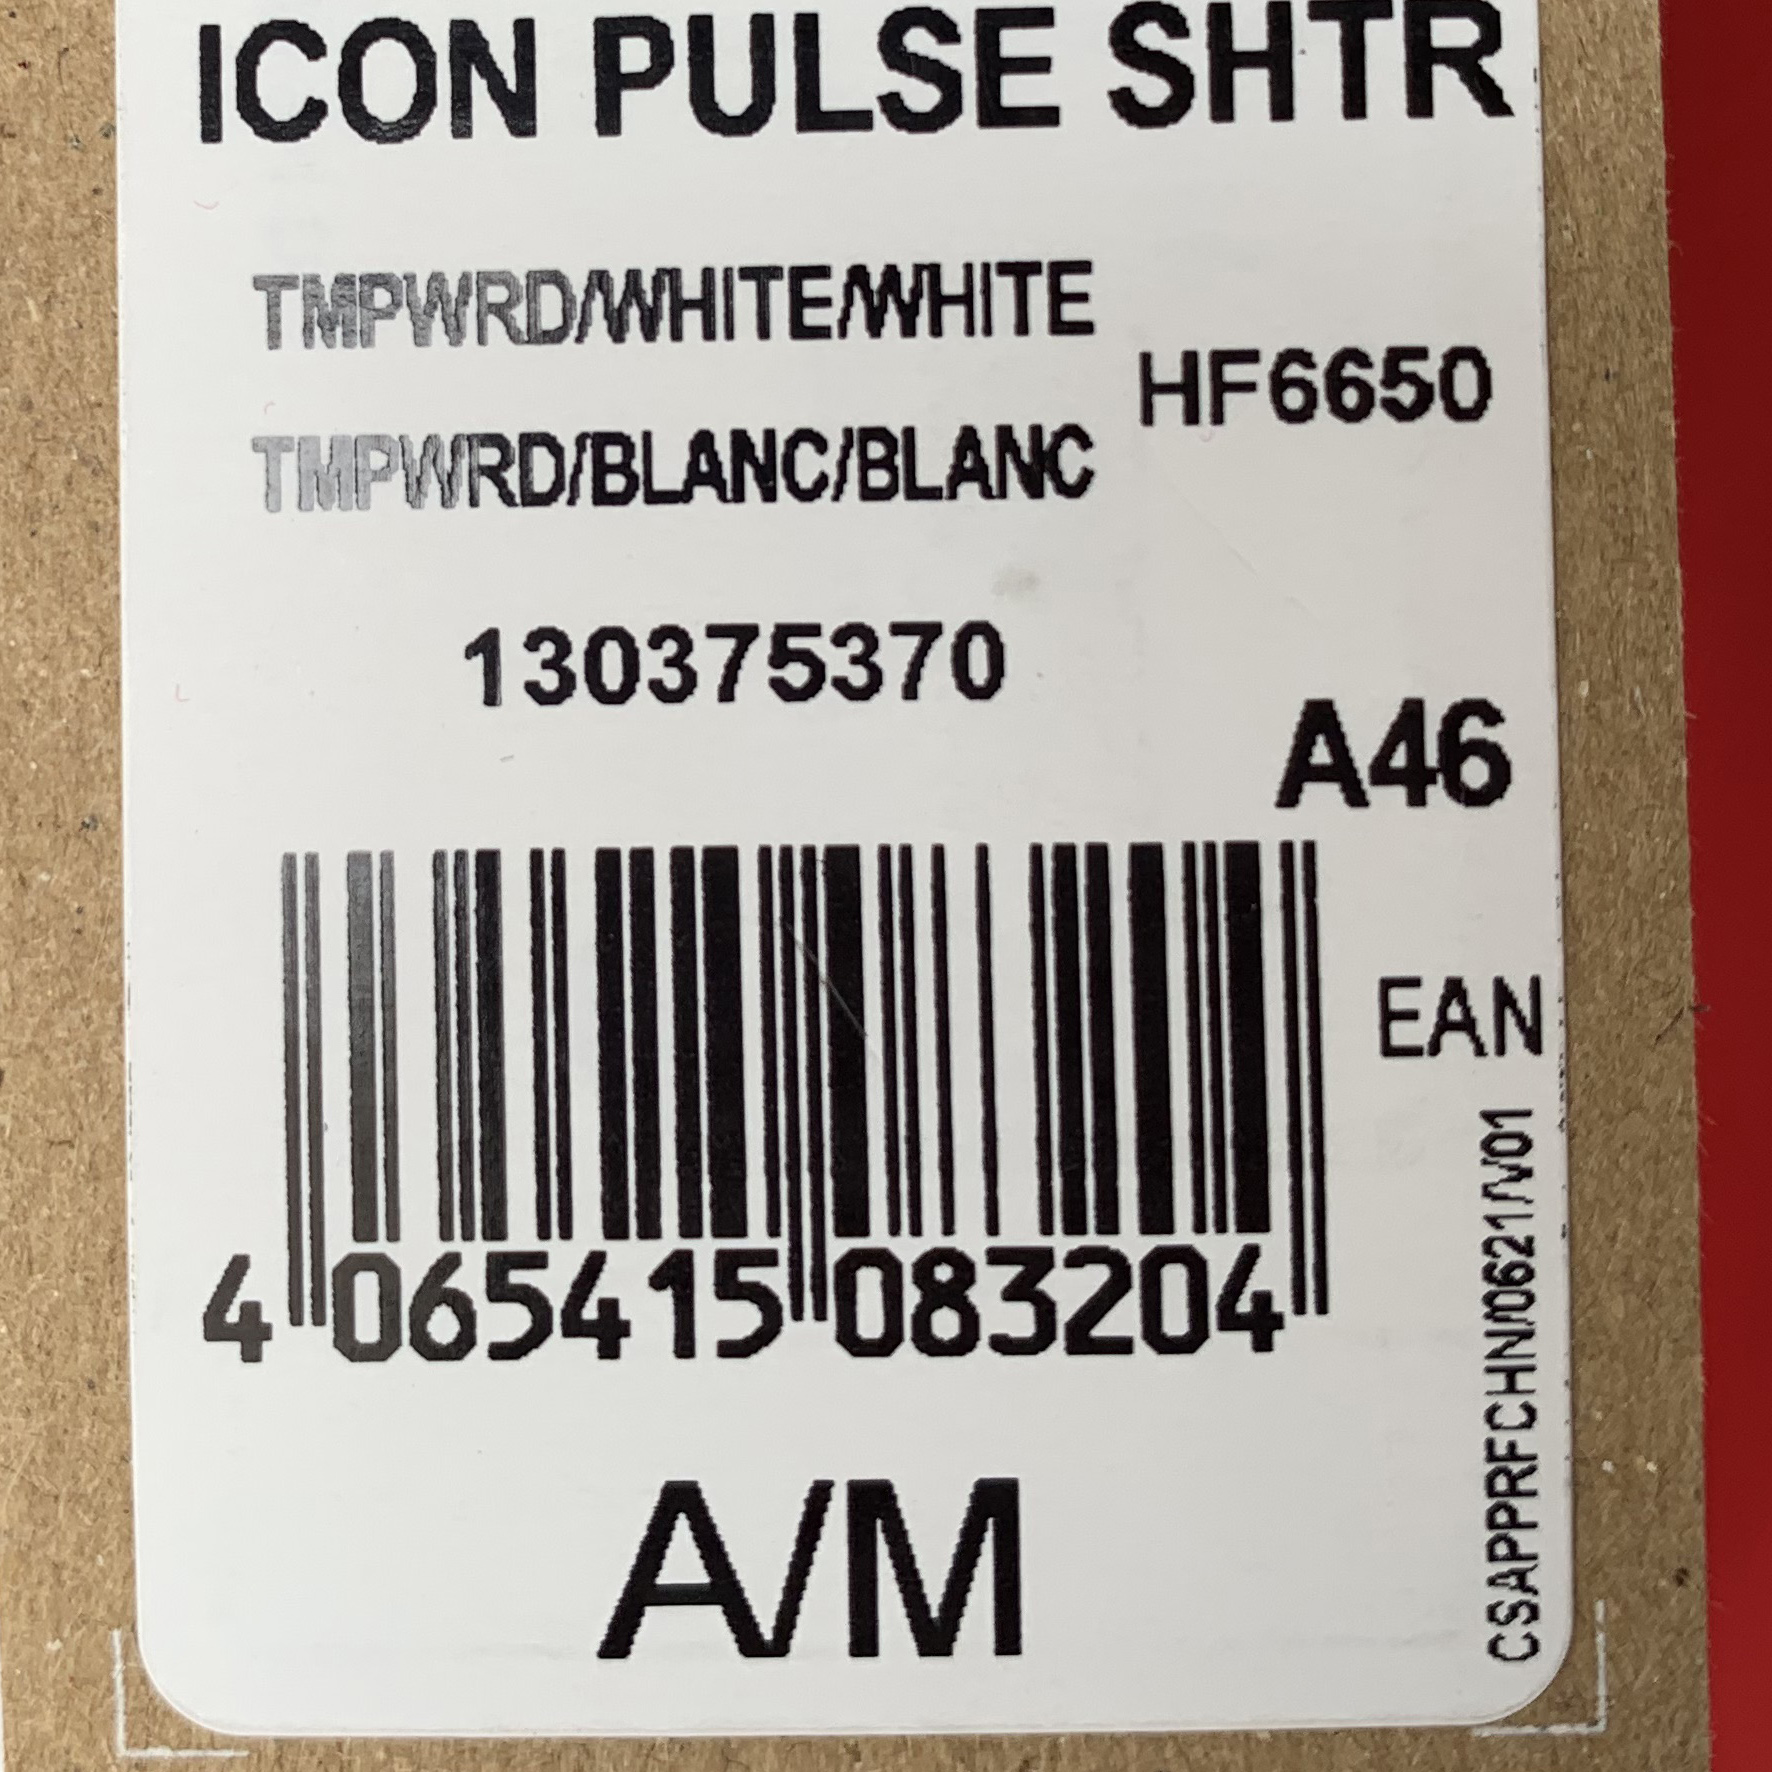 ICON PULSE SHTR
TMPWRD/WHITE/WHITE
HF6650
TMPWRD/BLANC/BLANC
130375370
A46
EAN
4 065415 083204
A/M
CSAPPRFCHN/0621/V01